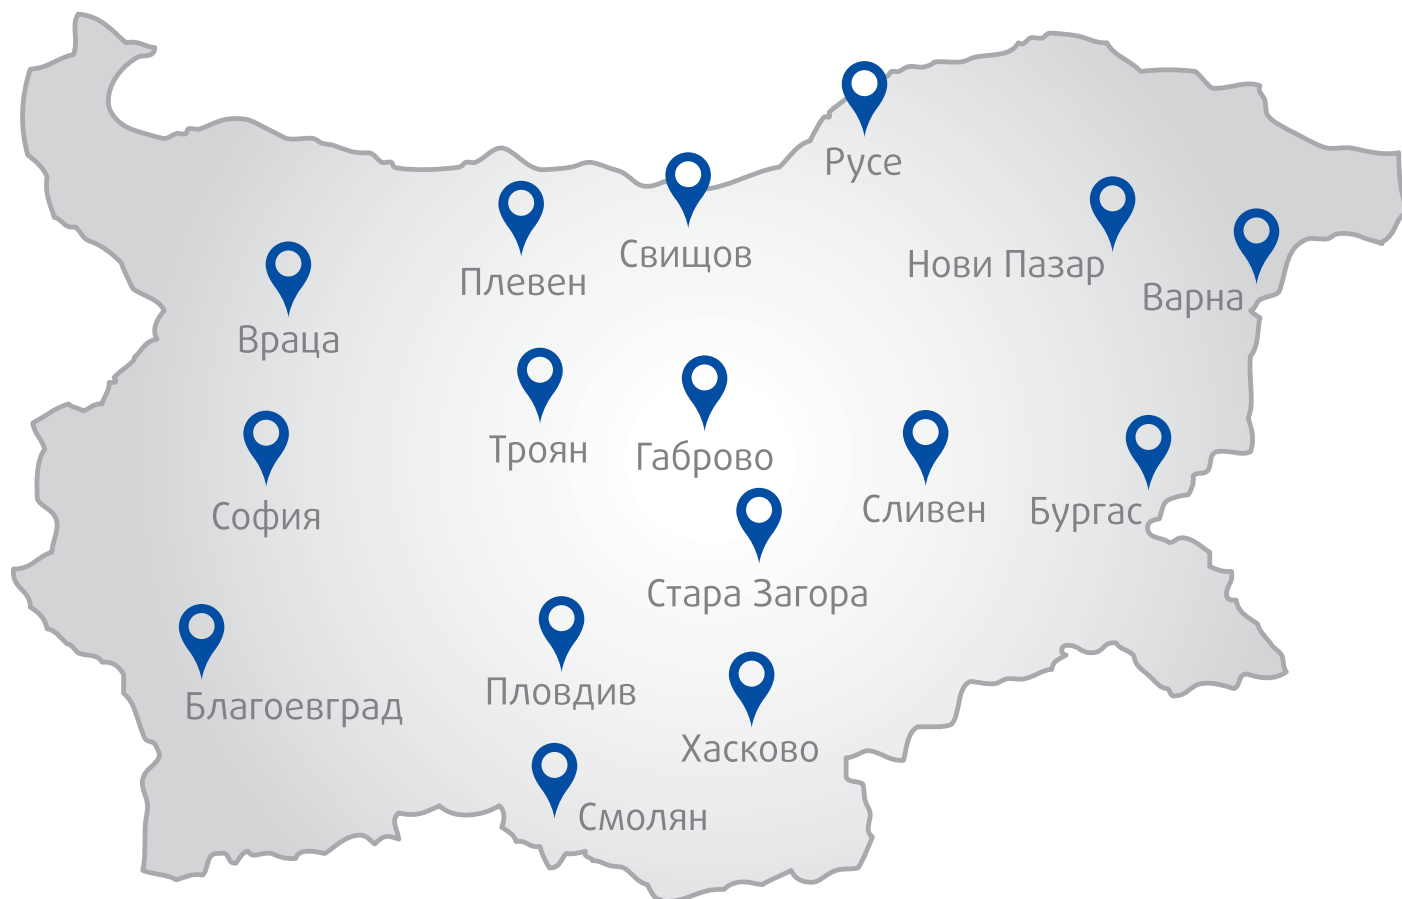 Русе
Свищов
Нови Пазар
Плевен
Варна
Враца
Троян
Габрово
Сливен
Бургас
София
Стара Загора
Пловдив
Благоевград
Хасково
Смолян